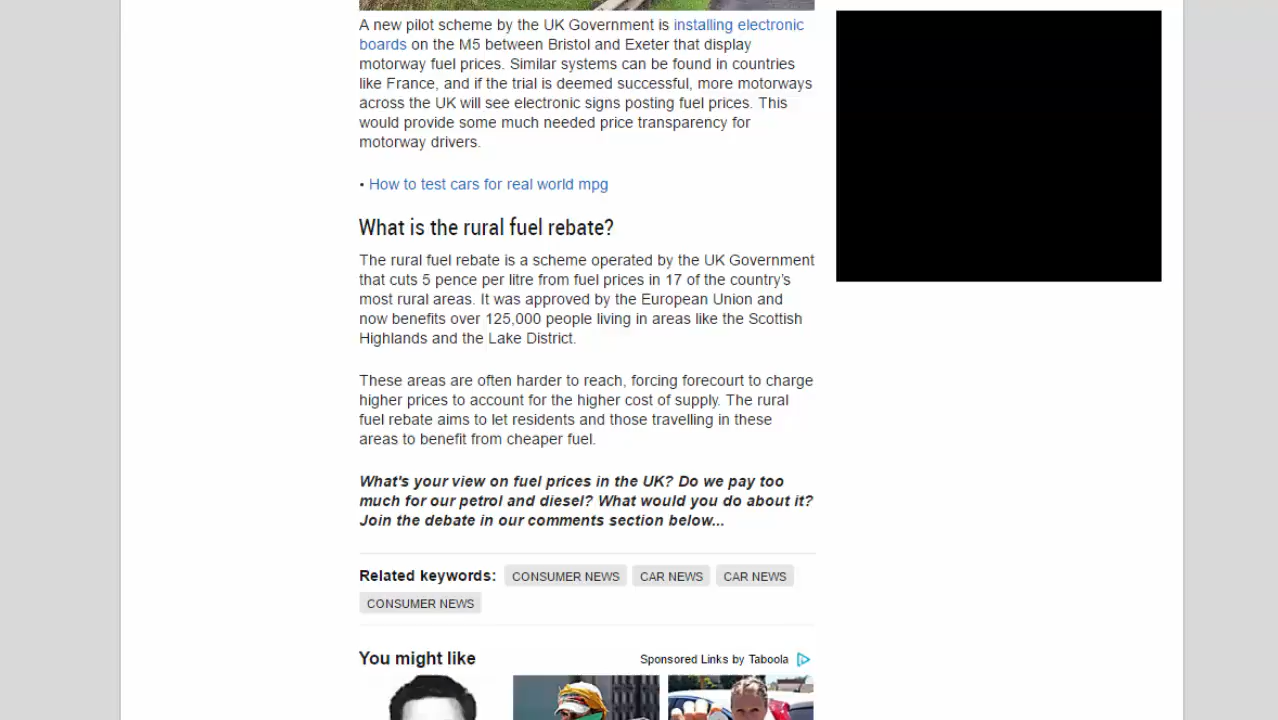 A new pilot scheme by the UK Government is installing electronic
boards on the M5 between Bristol and Exeter that display
motorway fuel prices. Similar systems can be found in countries
like France, and if the trial is deemed successful, more motorways
across the UK will see electronic signs posting fuel prices. This
would provide some much needed price transparency for
motorway drivers.
• How to test cars for real world mpg
What is the rural fuel rebate?
The rural fuel rebate is a scheme operated by the UK Government
that cuts 5 pence per litre from fuel prices in 17 of the country's
most rural areas. It was approved by the European Union and
now benefits over 125,000 people living in areas like the Scottish
Highlands and the Lake District.
These areas are often harder to reach, forcing forecourt to charge
higher prices to account for the higher cost of supply. The rural
fuel rebate aims to let residents and those travelling in these
areas to benefit from cheaper fuel.
What's your view on fuel prices in the UK? Do we pay too
much for our petrol and diesel? What would you do about it?
Join the debate in our comments section below...
Related keywords: CONSUMER NEWS CAR NEWS CAR NEWS
CONSUMER NEWS
You might like Sponsored Links by Taboola